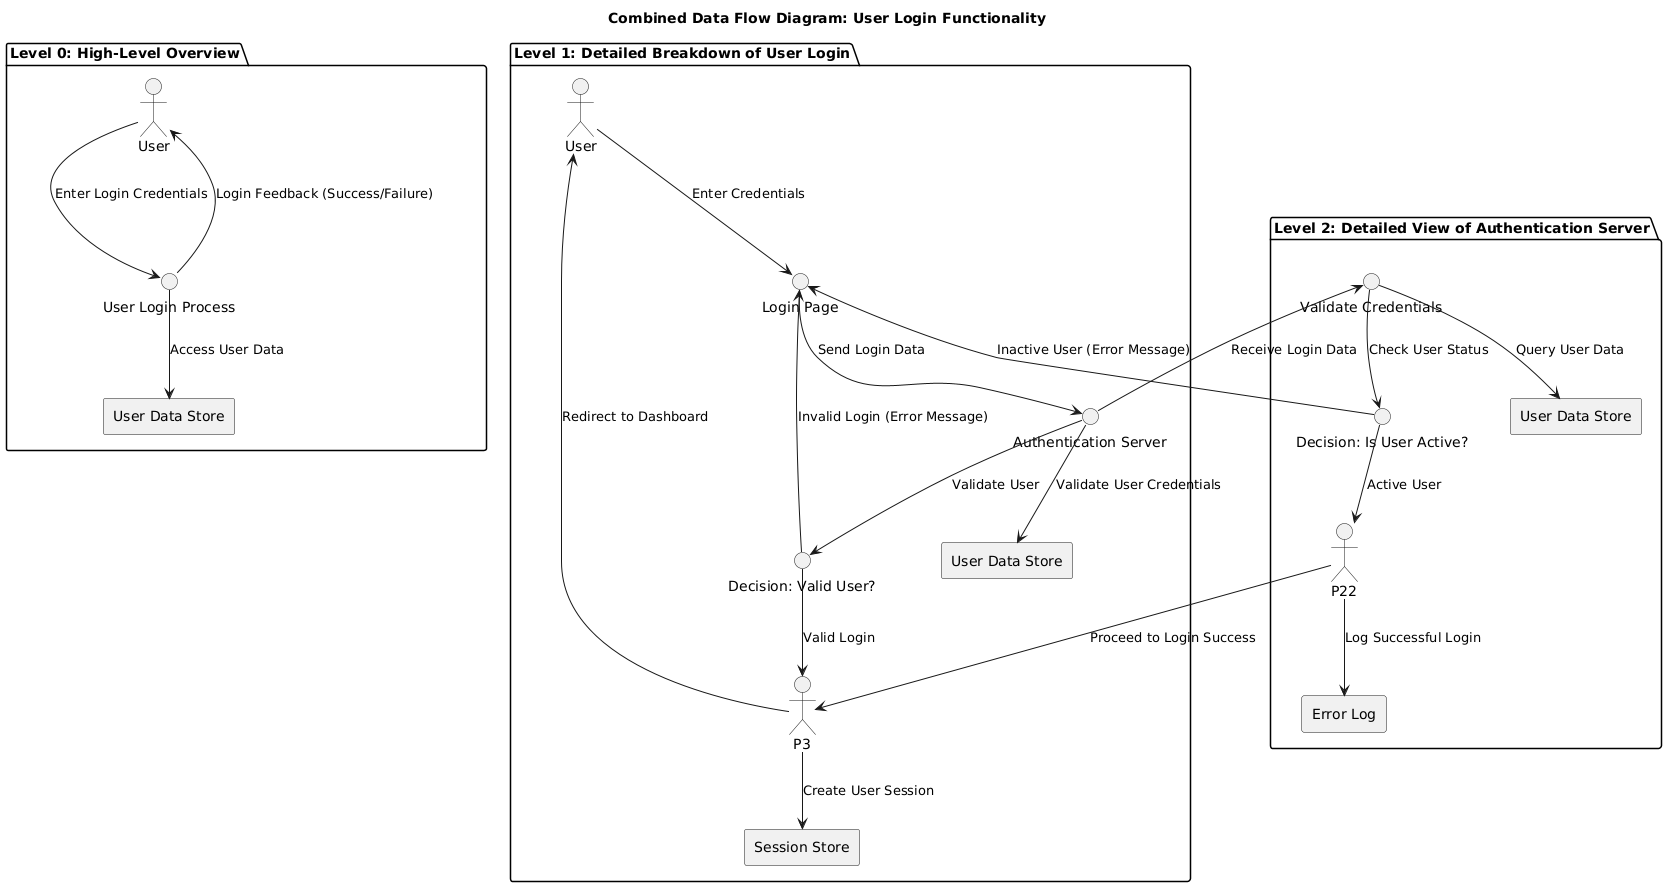 Combined Data Flow Diagram: User Login Functionality
Level 0: High-Level Overview
User
Enter Login Credentials
Login Feedback (Success/Failure)
User Login Process
Access User Data
User Data Store
Level 1: Detailed Breakdown of User Login
User
Enter Credentials
Login Page
Send Login Data
Inactive User (Error Message)
Redirect to Dashboard
Invalid Login (Error Message)
Authentication Server
Validate User
Validate User Credentials
Decision: Valid User?
User Data Store
Valid Login
Proceed to Login Success
P3
Create User Session
Session Store
Level 2: Detailed View of Authentication Server
Validate Credentials
Receive Login Data
Check User Status
Query User Data
User Data Store
Decision: Is User Active?
Active User
P22
Log Successful Login
Error Log